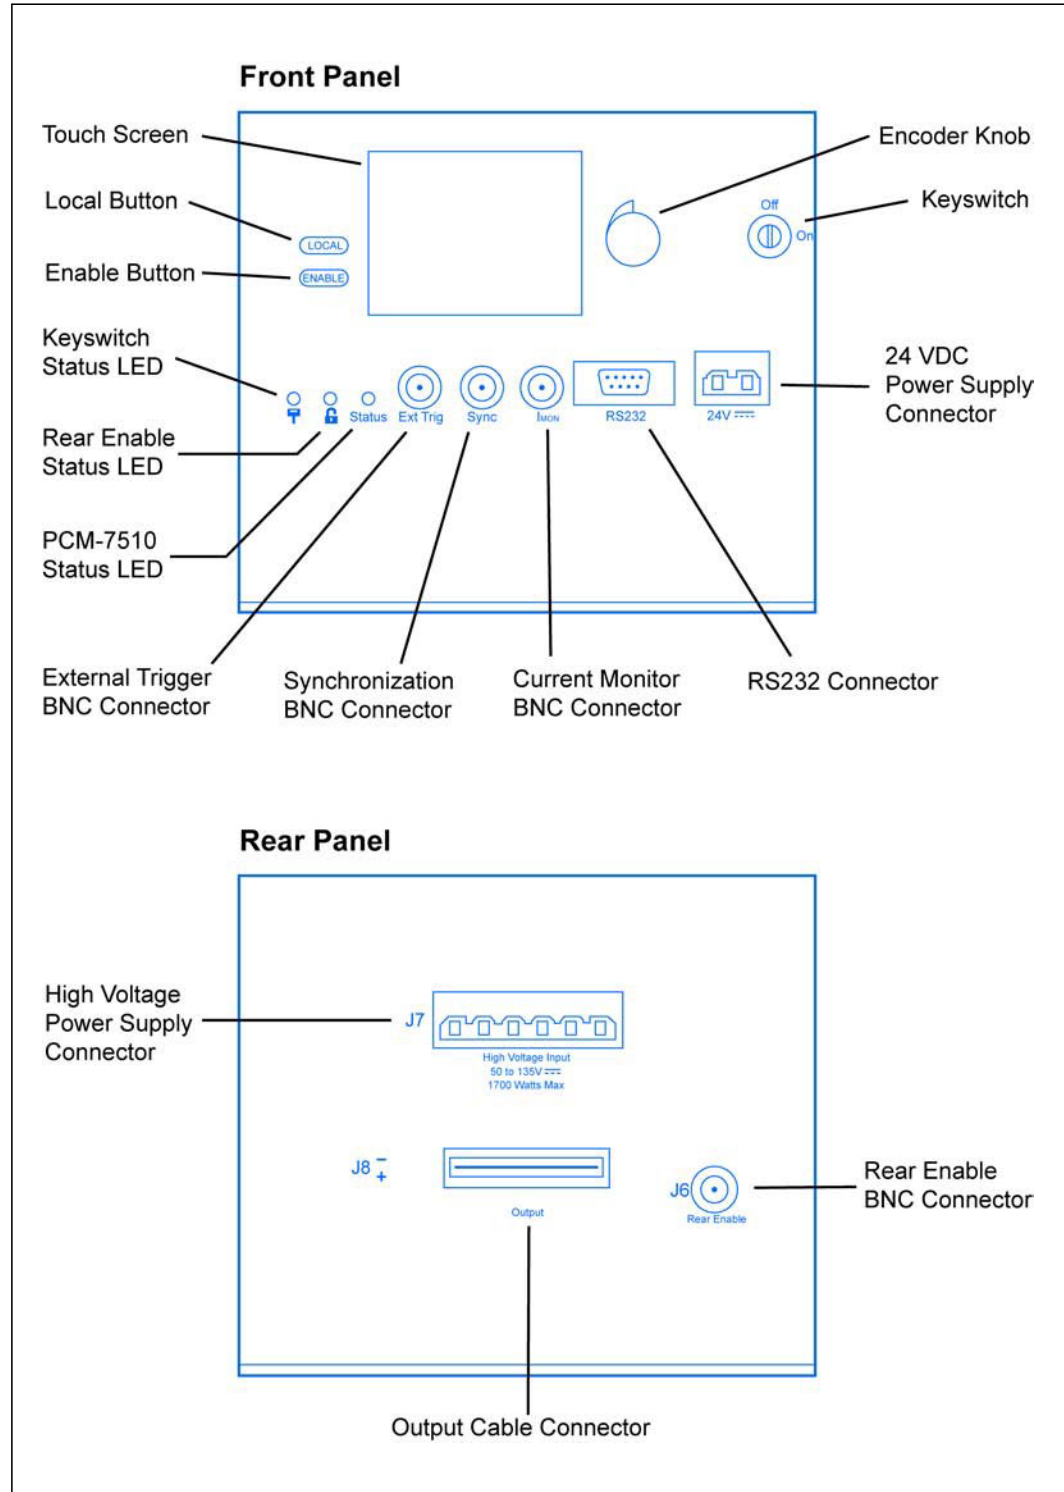 Front Panel
Touch Screen
Encoder Knob
Local Button
Off
Keyswitch
LOCAL
On
Enable Button
ENABLE
Keyswitch
Status LED
24 VDC
Power Supply
Connector
Status
Ext Trig
Sync
IMON
RS232
24V
Rear Enable
Status LED
PCM-7510
Status LED
External Trigger
BNC Connector
Synchronization
BNC Connector
Current Monitor
BNC Connector
RS232 Connector
Rear Panel
High Voltage
Power Supply
Connector
J7
High Voltage Input
50 to 135V
1700 Watts Max
J8 - +
Output
J6
Rear Enable
Rear Enable
BNC Connector
Output Cable Connector